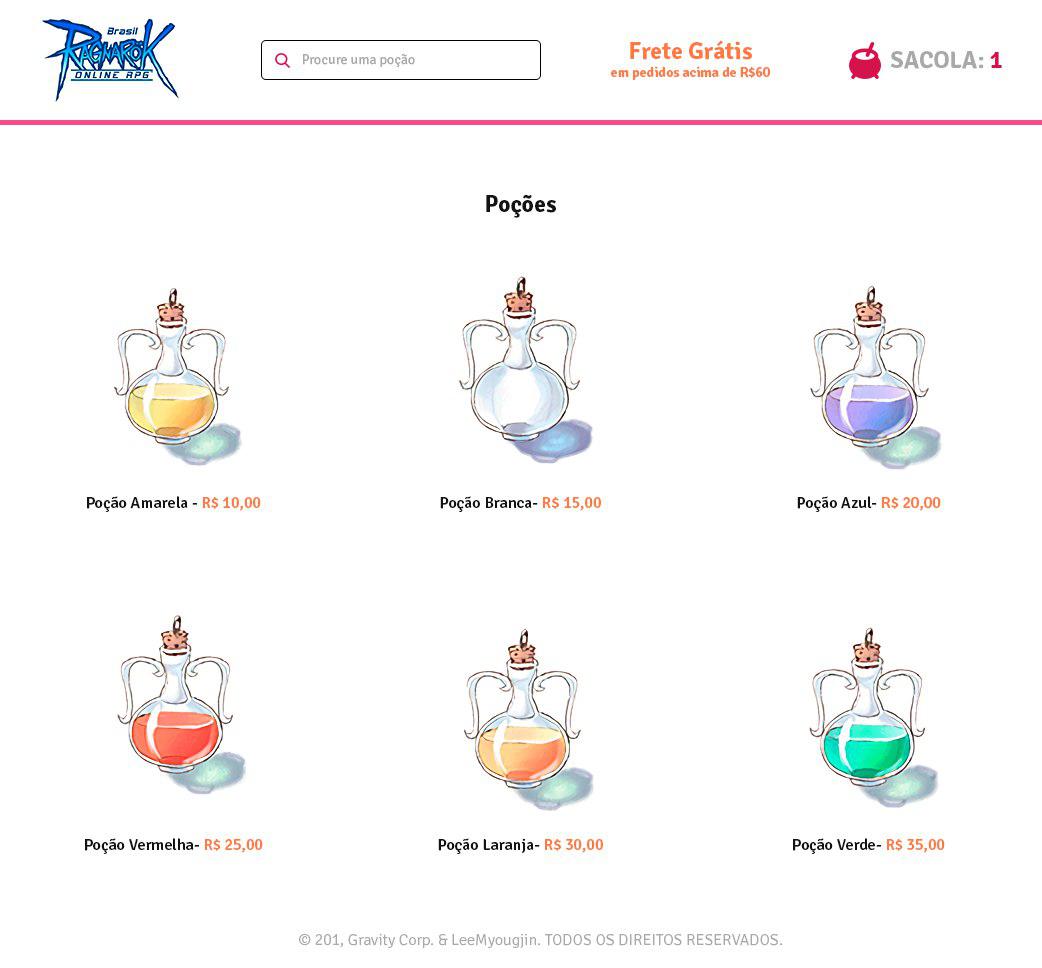 Brasil
RAGNARÖK
ONLINE RPG
Procure uma poção
Frete Grátis
em pedidos acima de R$60
SACOLA: 1
Poções
Poção Amarela - R$ 10,00
Poção Branca- R$ 15,00
Poção Azul- R$ 20,00
Poção Vermelha- R$ 25,00
Poção Laranja- R$ 30,00
Poção Verde- R$ 35,00
© 201, Gravity Corp. & LeeMyougjin. TODOS OS DIREITOS RESERVADOS.